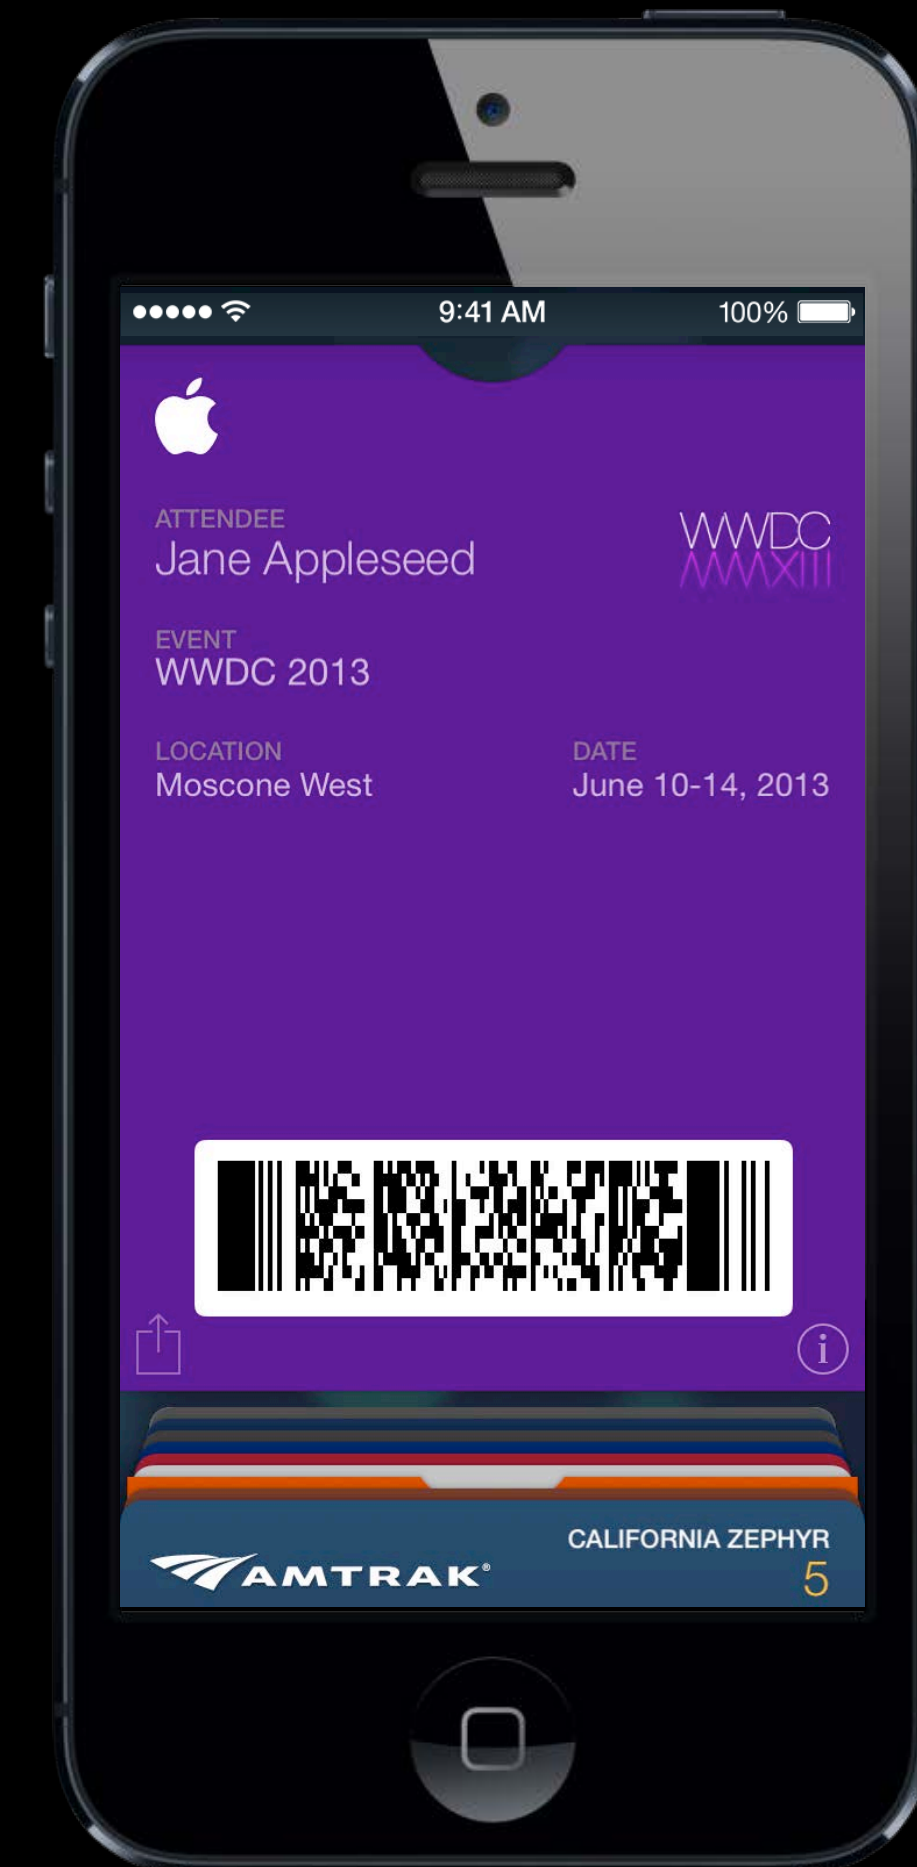 9:41 AM
100%
ATTENDEE
Jane Appleseed
WWDC
MMXIII
EVENT
WWDC 2013
LOCATION
DATE
Moscone West
June 10-14, 2013
i
CALIFORNIA ZEPHYR
AMTRAK®
5